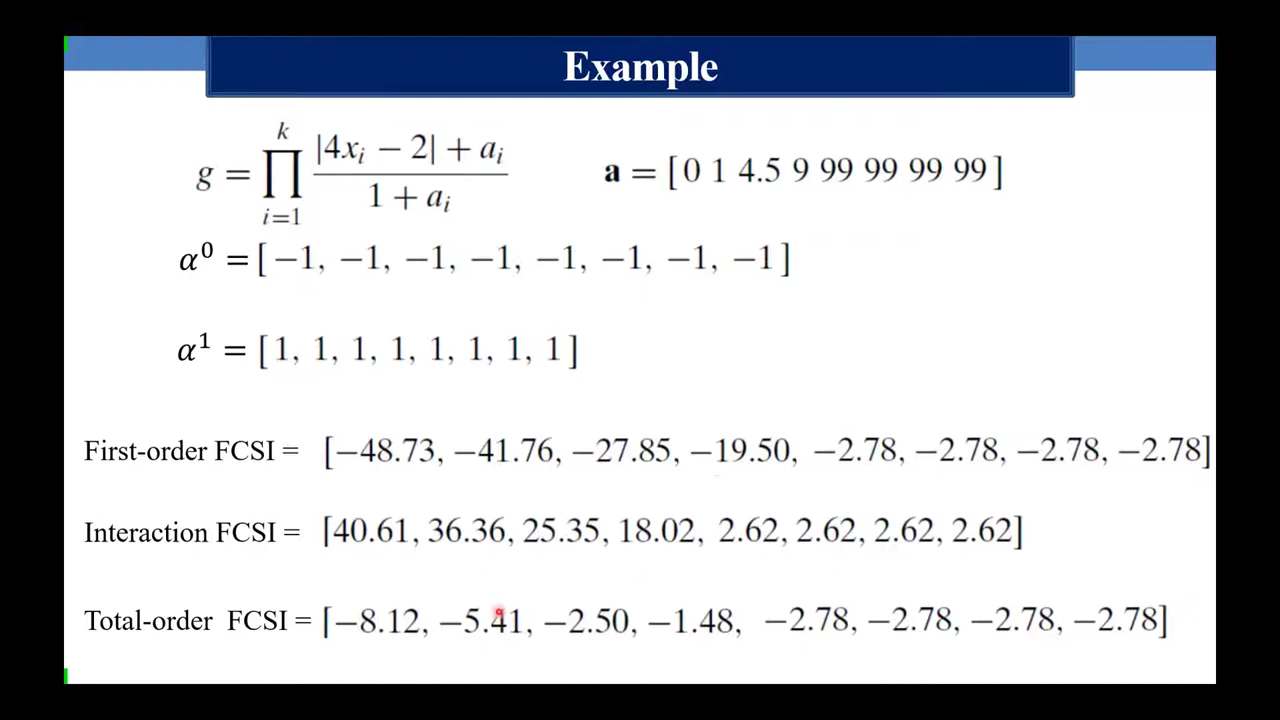 Example
g = ∏_{i=1}^{k} (|4x_i − 2| + a_i) / (1 + a_i)    a = [0 1 4.5 9 99 99 99 99]
α^0 = [−1, −1, −1, −1, −1, −1, −1, −1]
α^1 = [1, 1, 1, 1, 1, 1, 1, 1]
First-order FCSI = [−48.73, −41.76, −27.85, −19.50, −2.78, −2.78, −2.78, −2.78]
Interaction FCSI = [40.61, 36.36, 25.35, 18.02, 2.62, 2.62, 2.62, 2.62]
Total-order FCSI = [−8.12, −5.41, −2.50, −1.48, −2.78, −2.78, −2.78, −2.78]